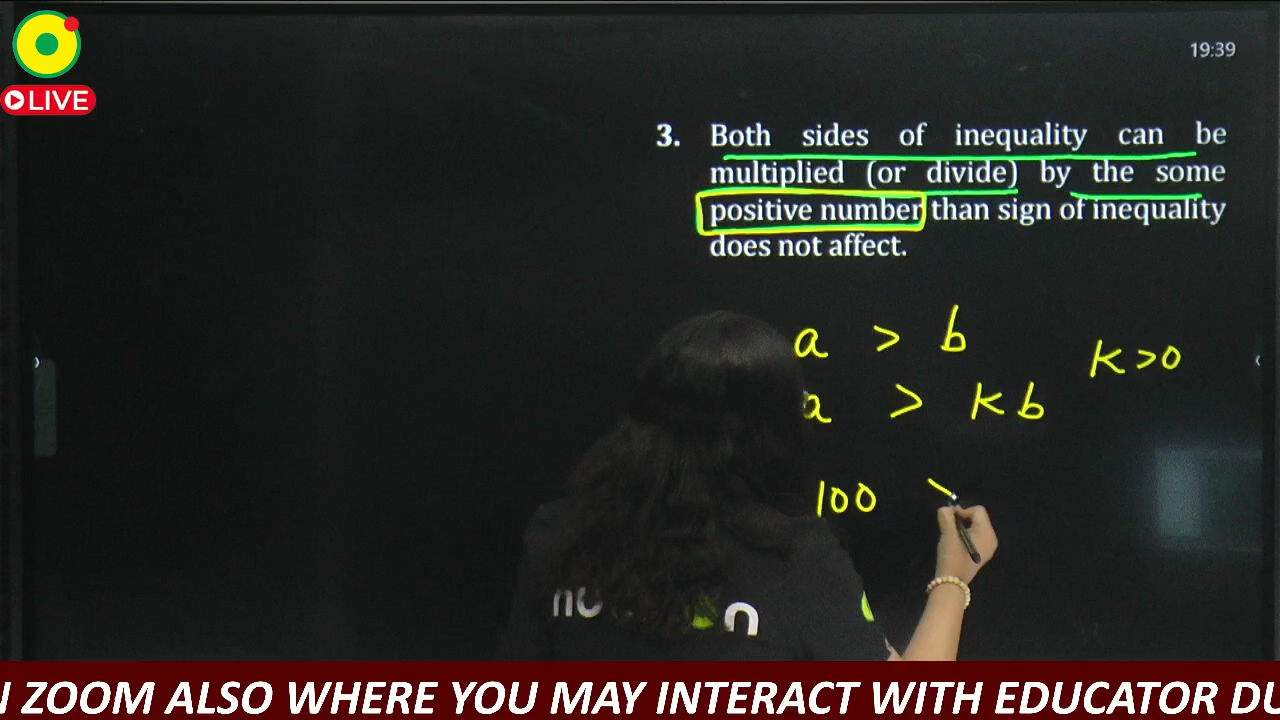 19:39
LIVE
3. Both sides of inequality can be
multiplied (or divide) by the some
positive number than sign of inequality
does not affect.
a > b
K >0
a > K b
100 >
N ZOOM ALSO WHERE YOU MAY INTERACT WITH EDUCATOR DU